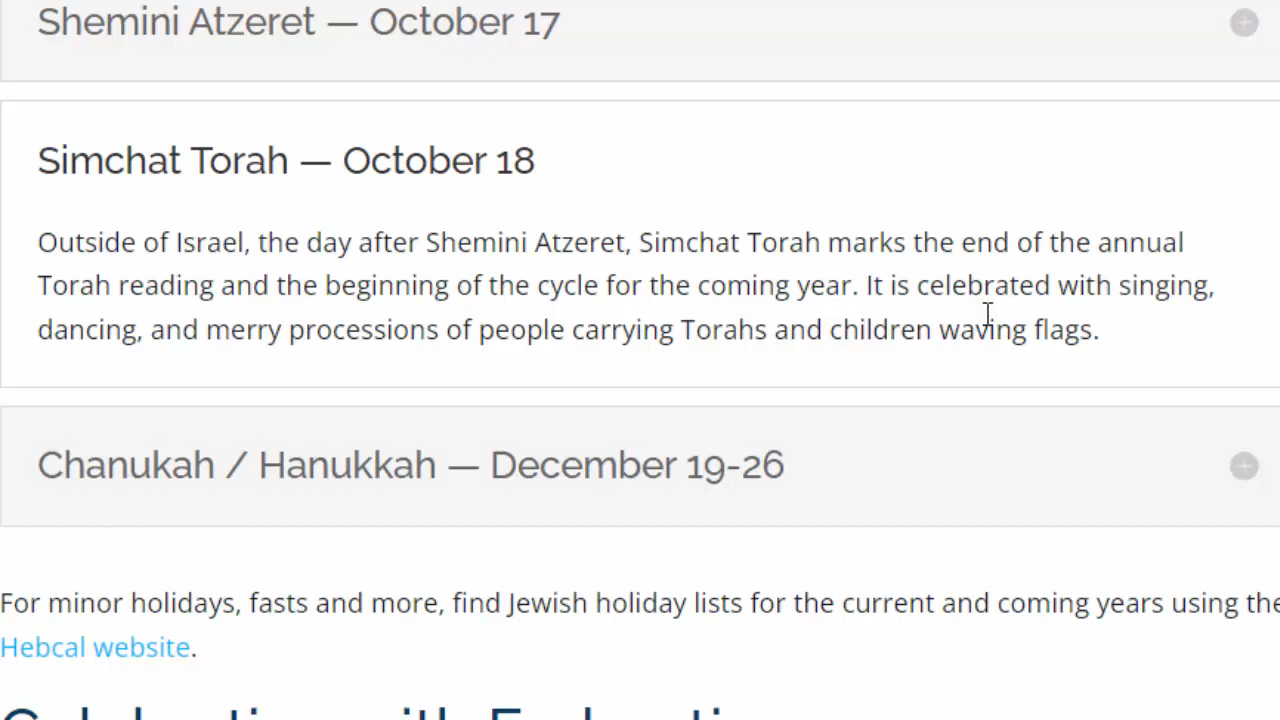 Shemini Atzeret — October 17
Simchat Torah — October 18
Outside of Israel, the day after Shemini Atzeret, Simchat Torah marks the end of the annual
Torah reading and the beginning of the cycle for the coming year. It is celebrated with singing,
dancing, and merry processions of people carrying Torahs and children waving flags.
Chanukah / Hanukkah — December 19-26
For minor holidays, fasts and more, find Jewish holiday lists for the current and coming years using the
Hebcal website.